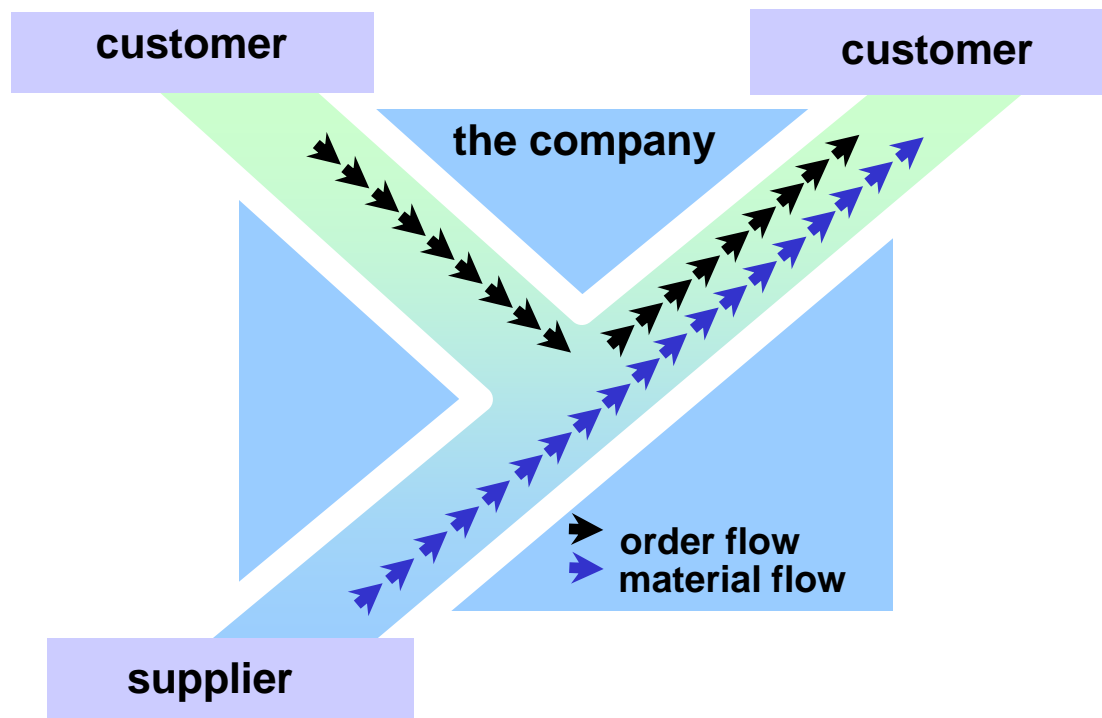 customer
customer
the company
order flow
material flow
supplier